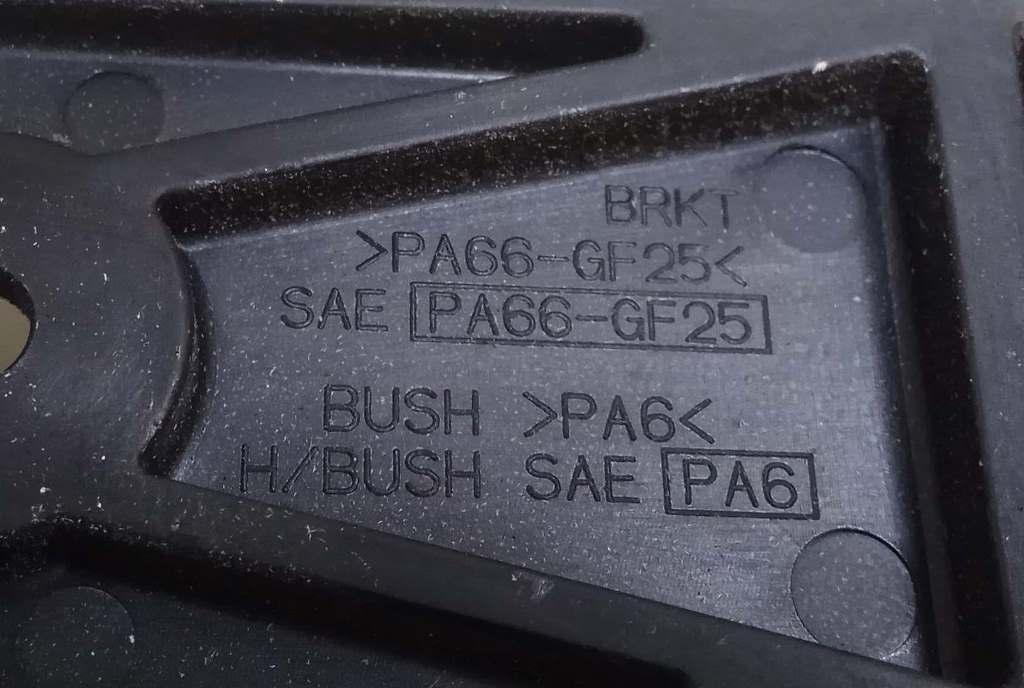 BRKT
>PA66-GF25<
SAE PA66-GF25
BUSH >PA6<
H/BUSH SAE PA6